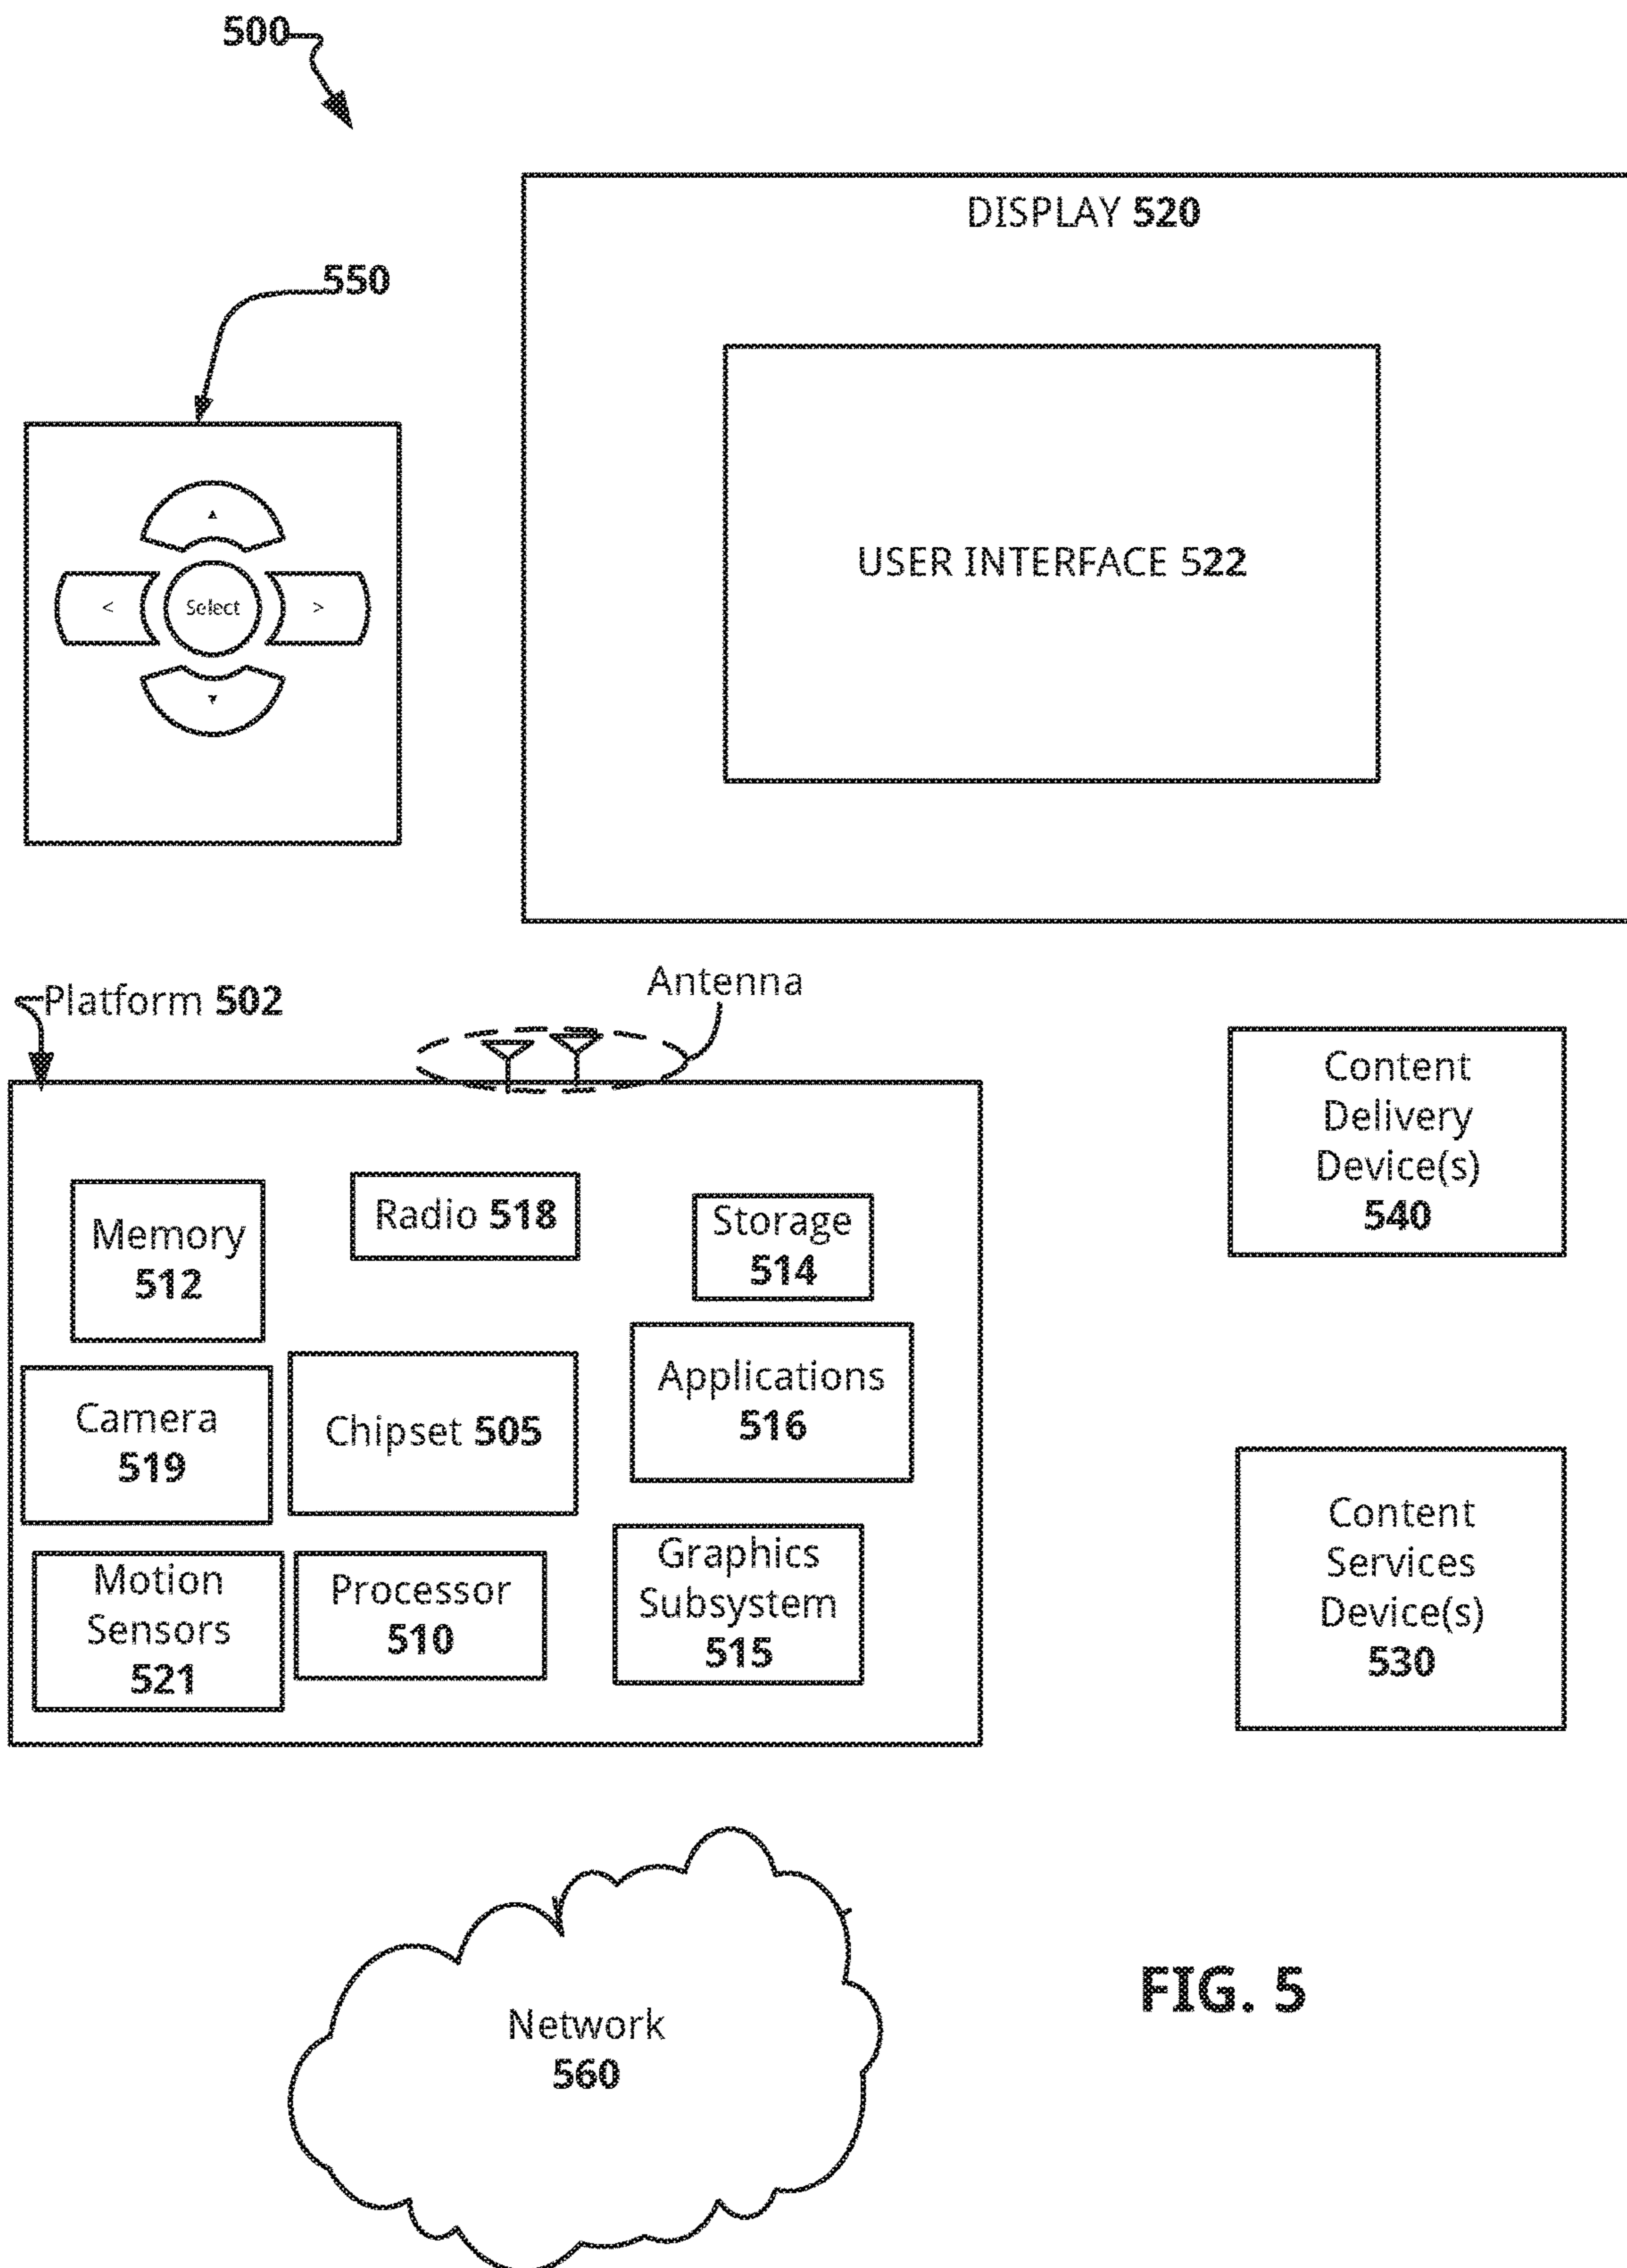 500
DISPLAY 520
550
USER INTERFACE 522
<
Select
>
Platform 502
Antenna
Memory
512
Radio 518
Storage
514
Content
Delivery
Device(s)
540
Camera
519
Chipset 505
Applications
516
Motion
Sensors
521
Processor
510
Graphics
Subsystem
515
Content
Services
Device(s)
530
Network
560
FIG. 5